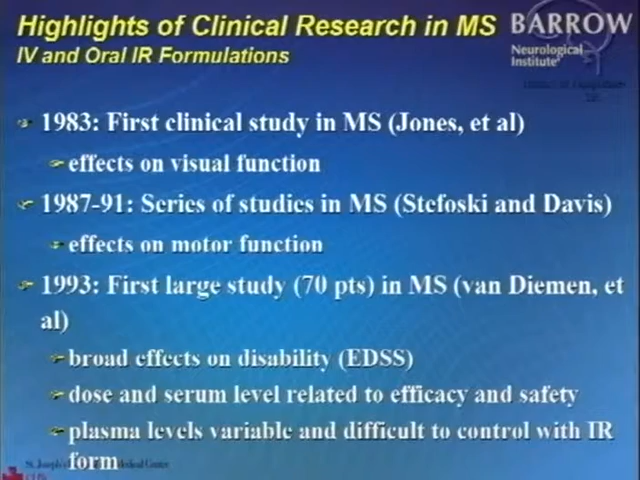 Highlights of Clinical Research in MS
IV and Oral IR Formulations
BARROW
Neurological
Institute
1983: First clinical study in MS (Jones, et al)
effects on visual function
1987-91: Series of studies in MS (Stefoski and Davis)
effects on motor function
1993: First large study (70 pts) in MS (van Diemen, et
al)
broad effects on disability (EDSS)
dose and serum level related to efficacy and safety
plasma levels variable and difficult to control with IR
form
St. Joseph's Medical Center